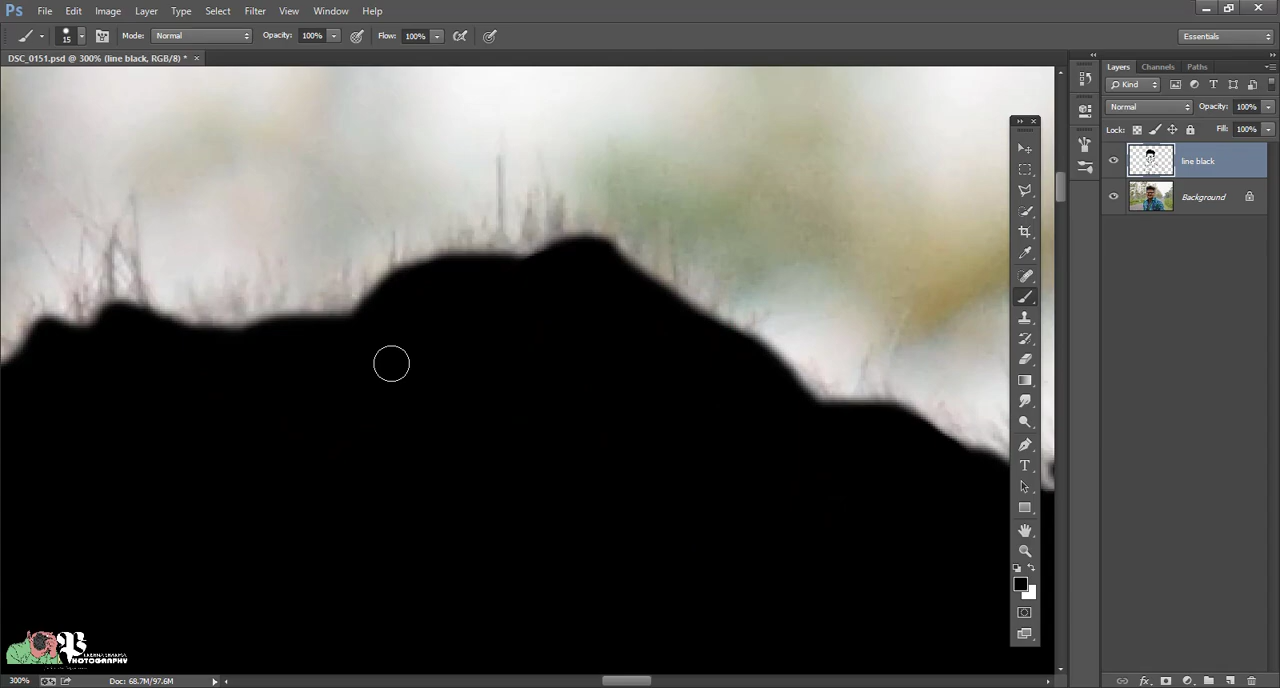 Ps File Edit Image Layer Type Select Filter View Window Help
15 Mode: Normal Opacity: 100% Flow: 100% Essentials
DSC_0151.psd @ 300% (line black, RGB/8) * ×
Layers Channels Paths
Kind
Normal Opacity: 100%
Lock: Fill: 100%
line black
Background
T
PHOTOGRAPHY
300% Doc: 68.7M/97.6M